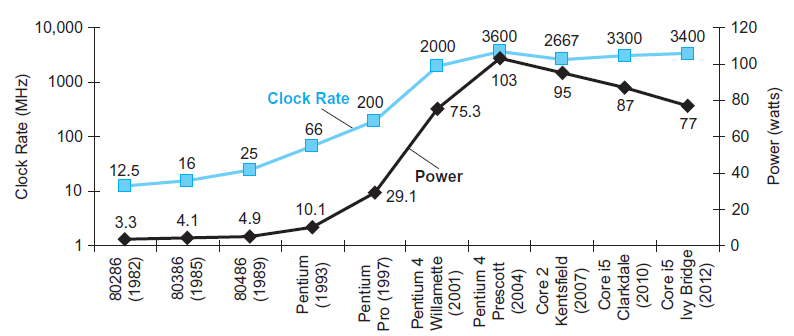 10,000
1000
100
10
1
Clock Rate (MHz)
120
100
80
60
40
20
0
Power (watts)
Clock Rate
12.5
16
25
66
200
2000
3600
2667
3300
3400
Power
3.3
4.1
4.9
10.1
29.1
75.3
103
95
87
77
80286
(1982)
80386
(1985)
80486
(1989)
Pentium
(1993)
Pentium
Pro (1997)
Pentium 4
Willamette
(2001)
Pentium 4
Prescott
(2004)
Core 2
Kentsfield
(2007)
Core i5
Clarkdale
(2010)
Core i5
Ivy Bridge
(2012)